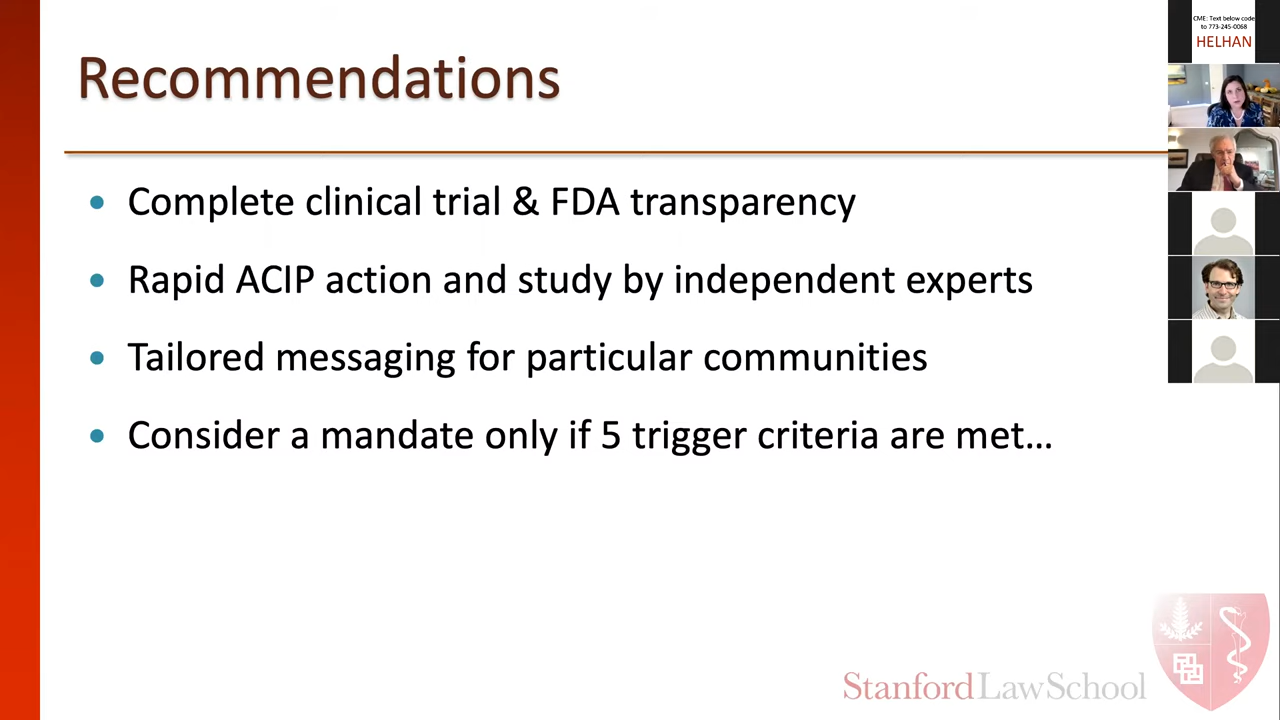 CME: Text below code
to 773-245-0068
HELHAN
Recommendations
• Complete clinical trial & FDA transparency
• Rapid ACIP action and study by independent experts
• Tailored messaging for particular communities
• Consider a mandate only if 5 trigger criteria are met…
Stanford Law School